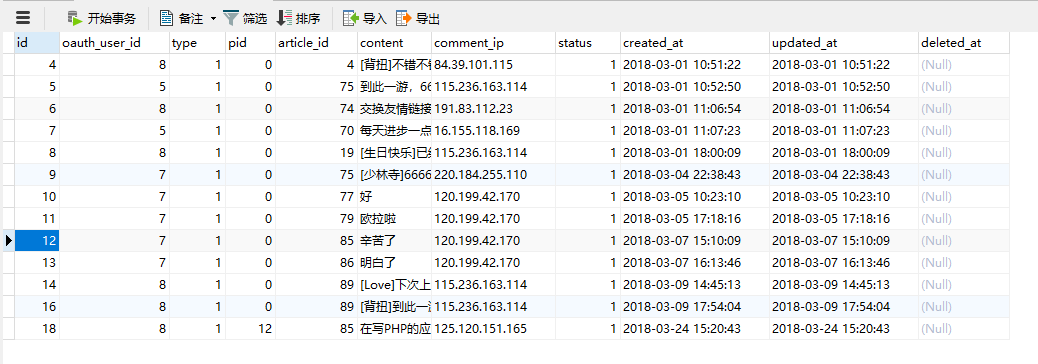 开始事务 备注 筛选 排序 导入 导出
id oauth_user_id type pid article_id content comment_ip status created_at updated_at deleted_at
4 8 1 0 4 [背扭]不错不错 84.39.101.115 1 2018-03-01 10:51:22 2018-03-01 10:51:22 (Null)
5 5 1 0 75 到此一游，66 115.236.163.114 1 2018-03-01 10:52:50 2018-03-01 10:52:50 (Null)
6 8 1 0 74 交换友情链接 191.83.112.23 1 2018-03-01 11:06:54 2018-03-01 11:06:54 (Null)
7 5 1 0 70 每天进步一点 16.155.118.169 1 2018-03-01 11:07:23 2018-03-01 11:07:23 (Null)
8 8 1 0 19 [生日快乐]已 115.236.163.114 1 2018-03-01 18:00:09 2018-03-01 18:00:09 (Null)
9 7 1 0 75 [少林寺]6666 220.184.255.110 1 2018-03-04 22:38:43 2018-03-04 22:38:43 (Null)
10 7 1 0 77 好 120.199.42.170 1 2018-03-05 10:23:10 2018-03-05 10:23:10 (Null)
11 7 1 0 79 欧拉啦 120.199.42.170 1 2018-03-05 17:18:16 2018-03-05 17:18:16 (Null)
12 7 1 0 85 辛苦了 120.199.42.170 1 2018-03-07 15:10:09 2018-03-07 15:10:09 (Null)
13 7 1 0 86 明白了 120.199.42.170 1 2018-03-07 16:13:46 2018-03-07 16:13:46 (Null)
14 8 1 0 89 [Love]下次上 115.236.163.114 1 2018-03-09 14:45:13 2018-03-09 14:45:13 (Null)
16 8 1 0 89 [背扭]到此一 115.236.163.114 1 2018-03-09 17:54:04 2018-03-09 17:54:04 (Null)
18 8 1 12 85 在写PHP的应 125.120.151.165 1 2018-03-24 15:20:43 2018-03-24 15:20:43 (Null)